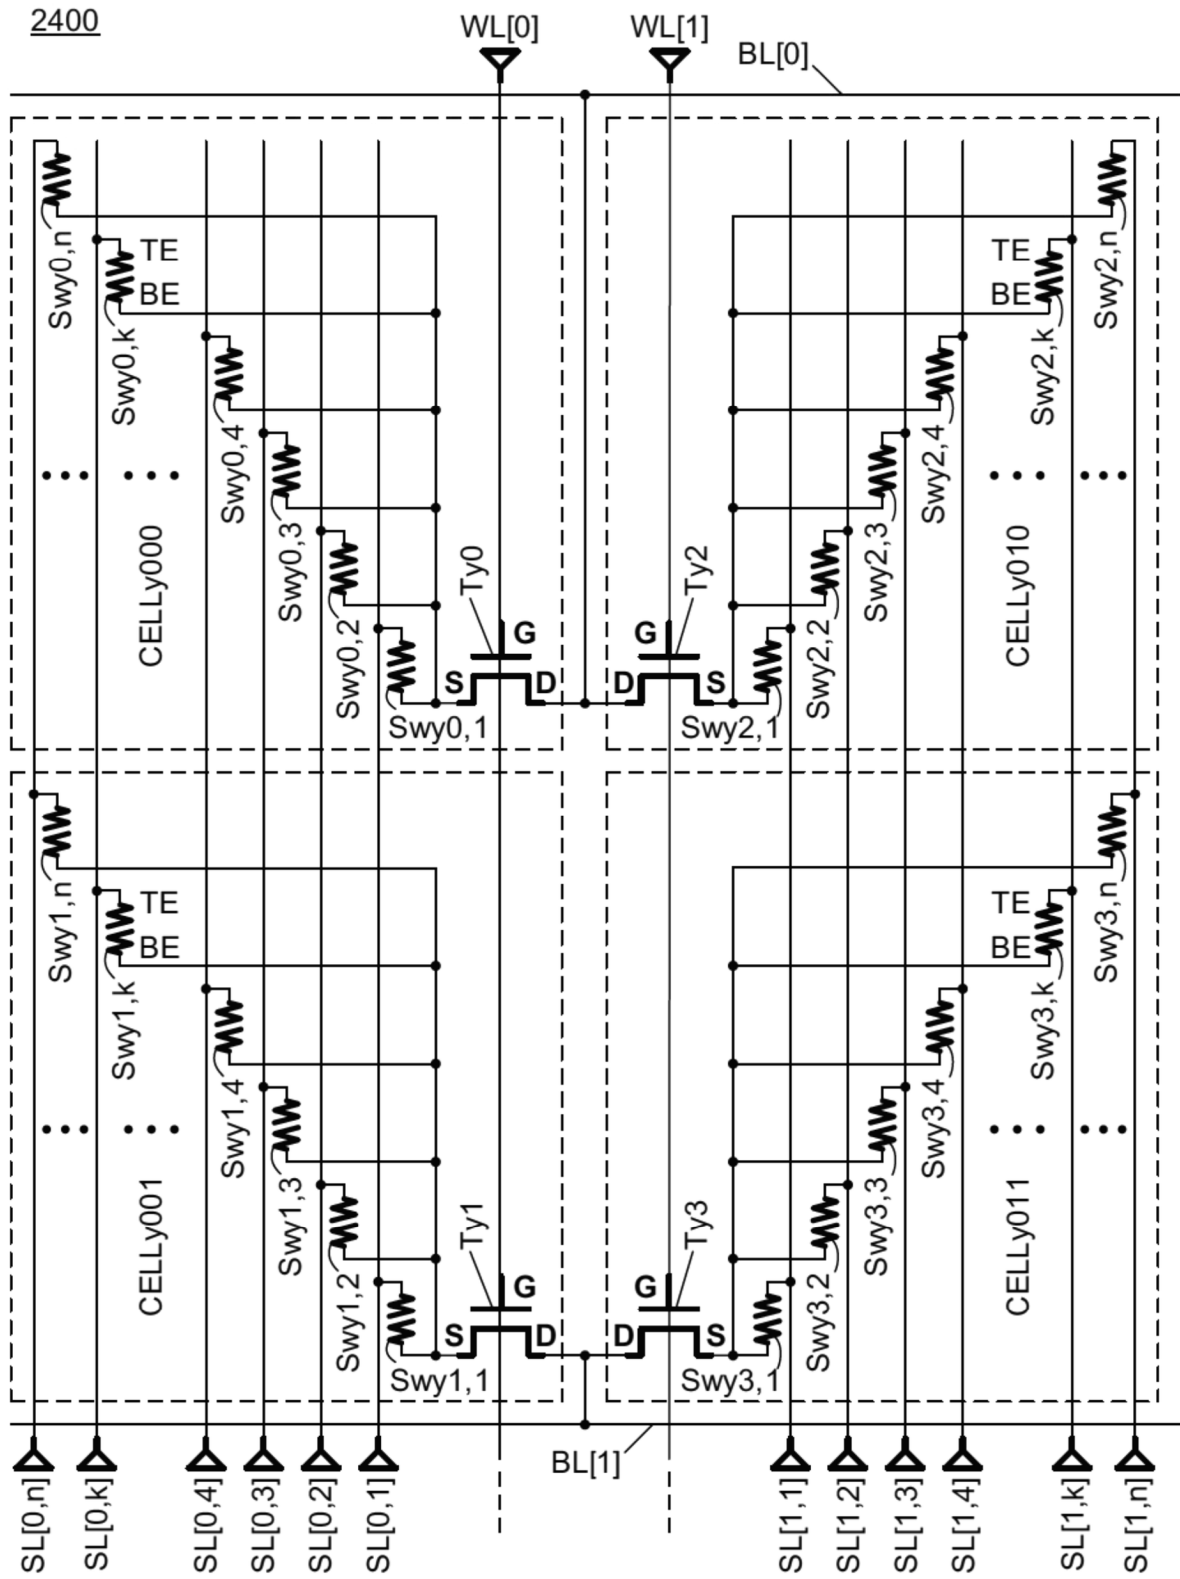 2400
WL[0]
WL[1]
BL[0]
Swy0,n
TE
BE
Swy0,k
Swy0,4
Swy0,3
Swy0,2
Swy0,1
CELLy000
Ty0
G
S
D
Swy2,n
TE
BE
Swy2,k
Swy2,4
Swy2,3
Swy2,2
Swy2,1
CELLy010
Ty2
G
D
S
Swy1,n
TE
BE
Swy1,k
Swy1,4
Swy1,3
Swy1,2
Swy1,1
CELLy001
Ty1
G
S
D
Swy3,n
TE
BE
Swy3,k
Swy3,4
Swy3,3
Swy3,2
Swy3,1
CELLy011
Ty3
G
D
S
BL[1]
SL[0,n]
SL[0,k]
SL[0,4]
SL[0,3]
SL[0,2]
SL[0,1]
SL[1,1]
SL[1,2]
SL[1,3]
SL[1,4]
SL[1,k]
SL[1,n]